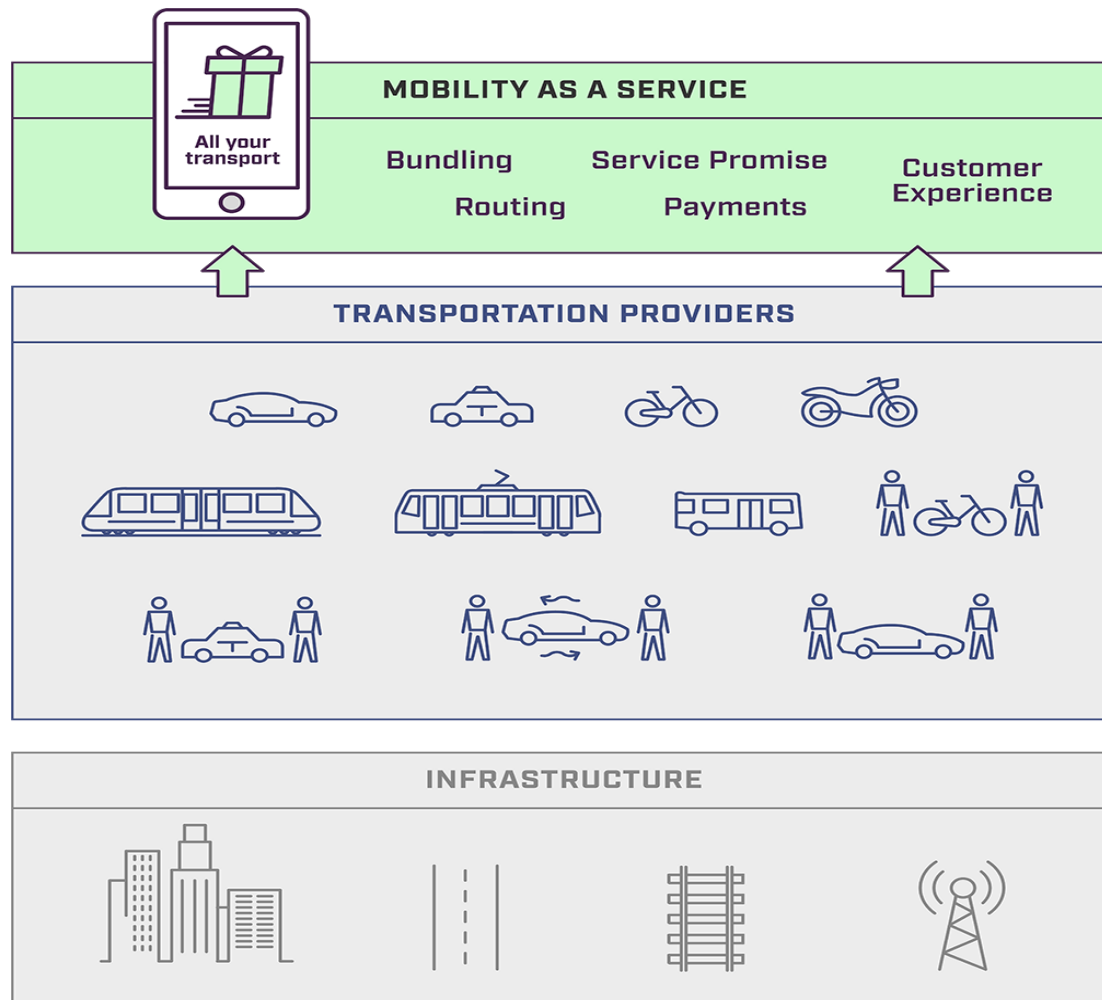 MOBILITY AS A SERVICE
All your
transport
Bundling
Service Promise
Routing
Payments
Customer
Experience
TRANSPORTATION PROVIDERS
INFRASTRUCTURE